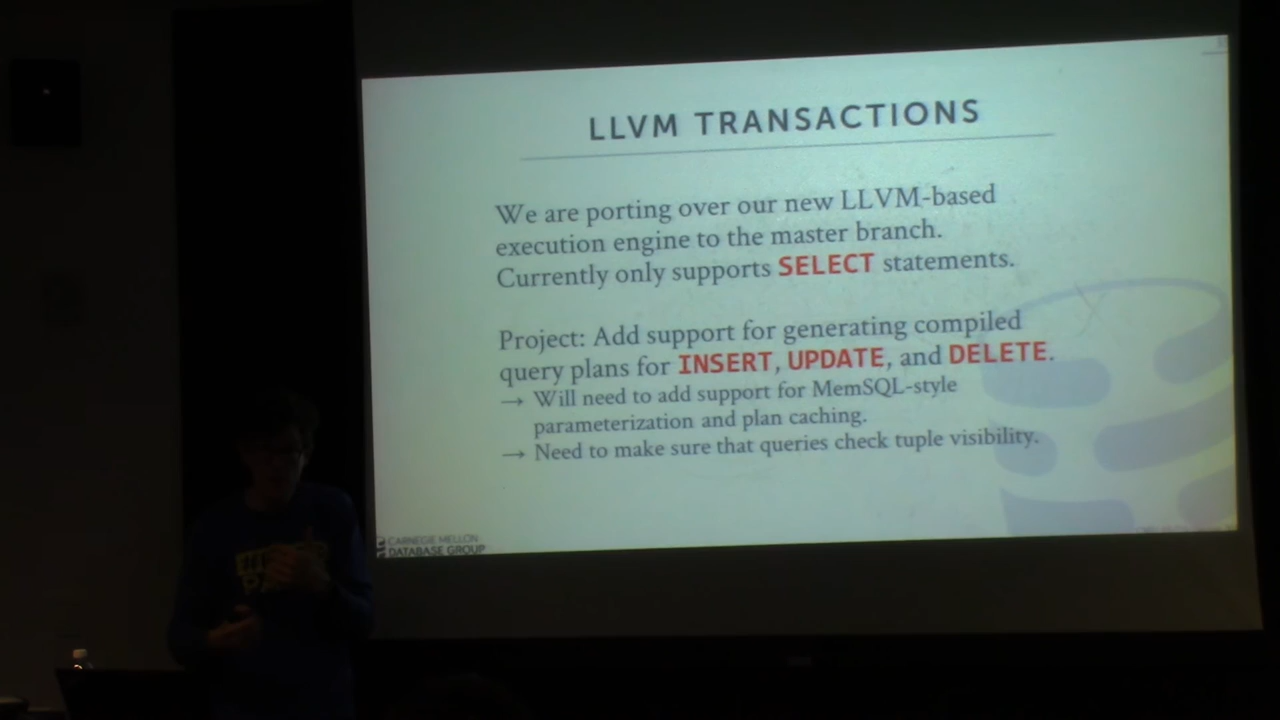 LLVM TRANSACTIONS
We are porting over our new LLVM-based
execution engine to the master branch.
Currently only supports SELECT statements.
Project: Add support for generating compiled
query plans for INSERT, UPDATE, and DELETE.
→ Will need to add support for MemSQL-style
parameterization and plan caching.
→ Need to make sure that queries check tuple visibility.
CARNEGIE MELLON
DATABASE GROUP